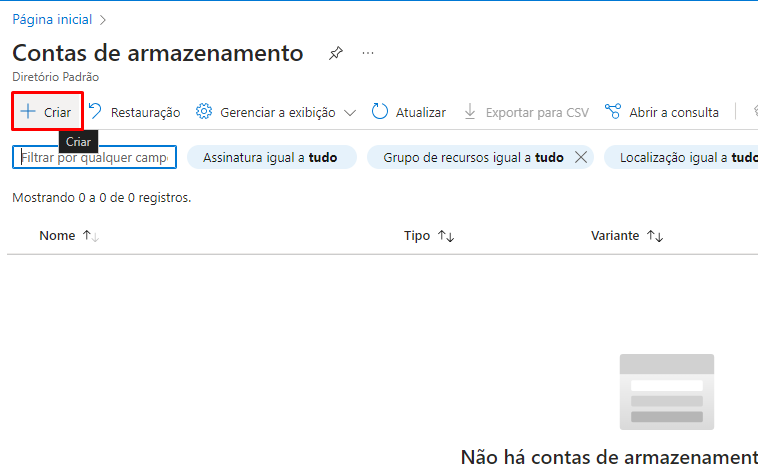 Página inicial
Contas de armazenamento
Diretório Padrão
Criar Restauração Gerenciar a exibição Atualizar Exportar para CSV Abrir a consulta
Criar
Filtrar por qualquer camp Assinatura igual a tudo Grupo de recursos igual a tudo Localização igual a tudo
Mostrando 0 a 0 de 0 registros.
Nome Tipo Variante
Não há contas de armazenament